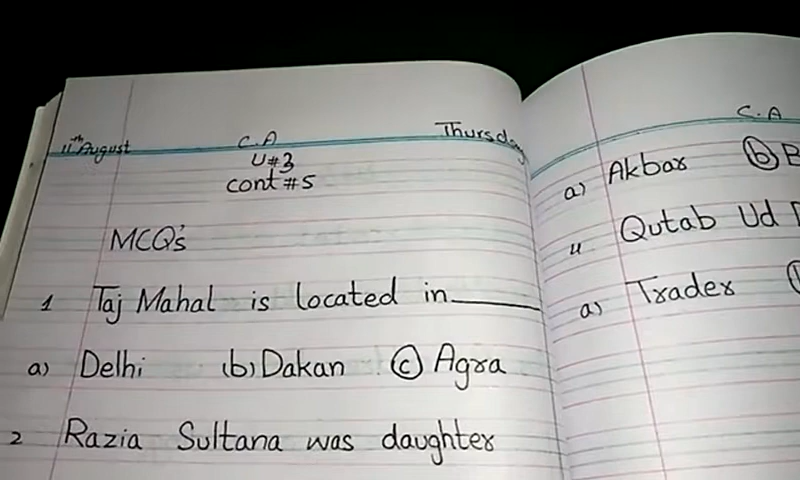 11th August C.A Thursday
U#3
cont #5
MCQ's
1 Taj Mahal is located in
a) Delhi (b) Dakan (c) Agra
2 Razia Sultana was daughter
C.A
a) Akbar (b) B
4 Qutab Ud
a) Trader